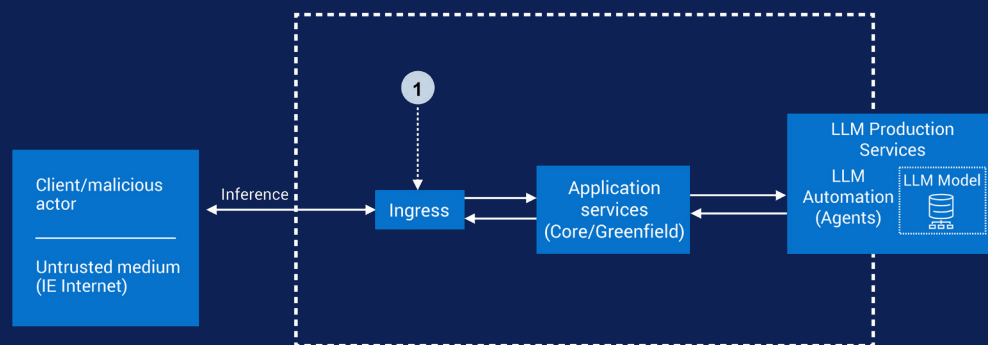 1
Client/malicious
actor
Untrusted medium
(IE Internet)
Inference
Ingress
Application
services
(Core/Greenfield)
LLM Production
Services
LLM
Automation
(Agents)
LLM Model